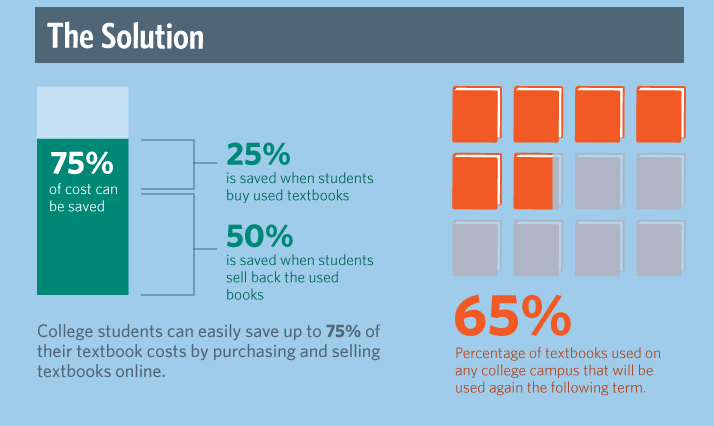 The Solution
75%
of cost can
be saved
25%
is saved when students
buy used textbooks
50%
is saved when students
sell back the used
books
College students can easily save up to 75% of
their textbook costs by purchasing and selling
textbooks online.
65%
Percentage of textbooks used on
any college campus that will be
used again the following term.